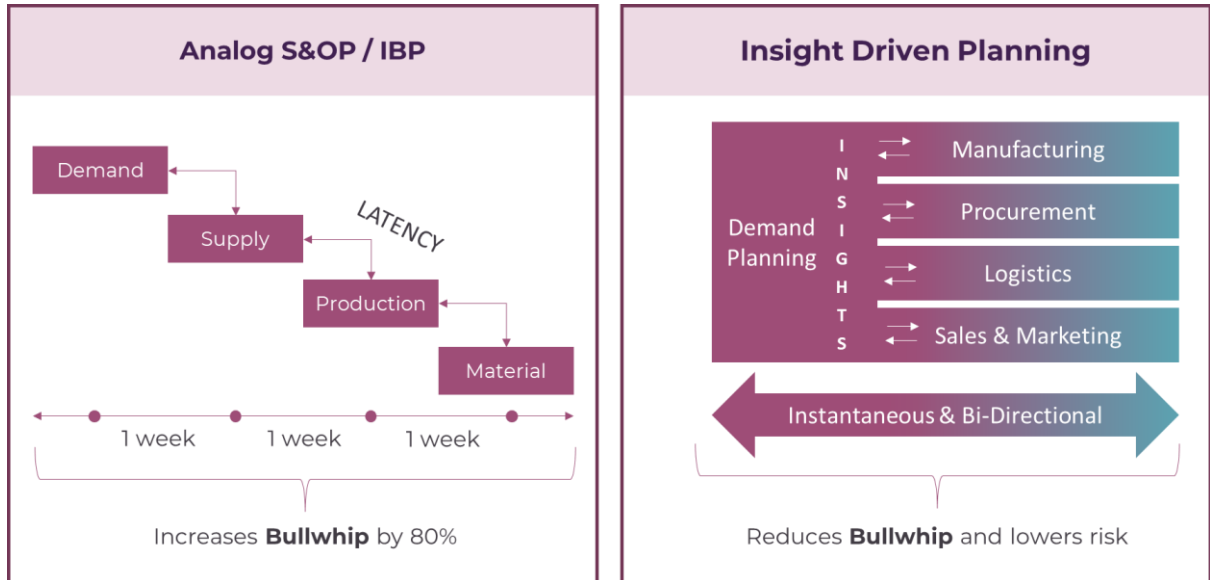 Analog S&OP / IBP
Demand
Supply
LATENCY
Production
Material
1 week
1 week
1 week
Increases Bullwhip by 80%
Insight Driven Planning
Demand
Planning
INSIGHTS
Manufacturing
Procurement
Logistics
Sales & Marketing
Instantaneous & Bi-Directional
Reduces Bullwhip and lowers risk